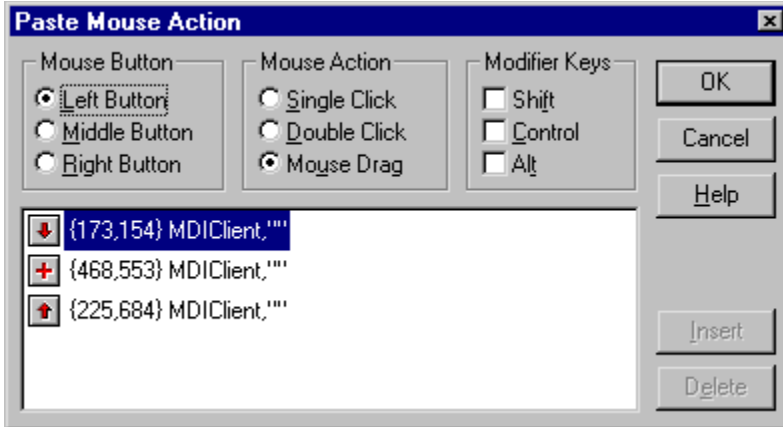 Paste Mouse Action
Mouse Button
Left Button
Middle Button
Right Button
Mouse Action
Single Click
Double Click
Mouse Drag
Modifier Keys
Shift
Control
Alt
OK
Cancel
Help
{173,154} MDIClient,""
{468,553} MDIClient,""
{225,684} MDIClient,""
Insert
Delete